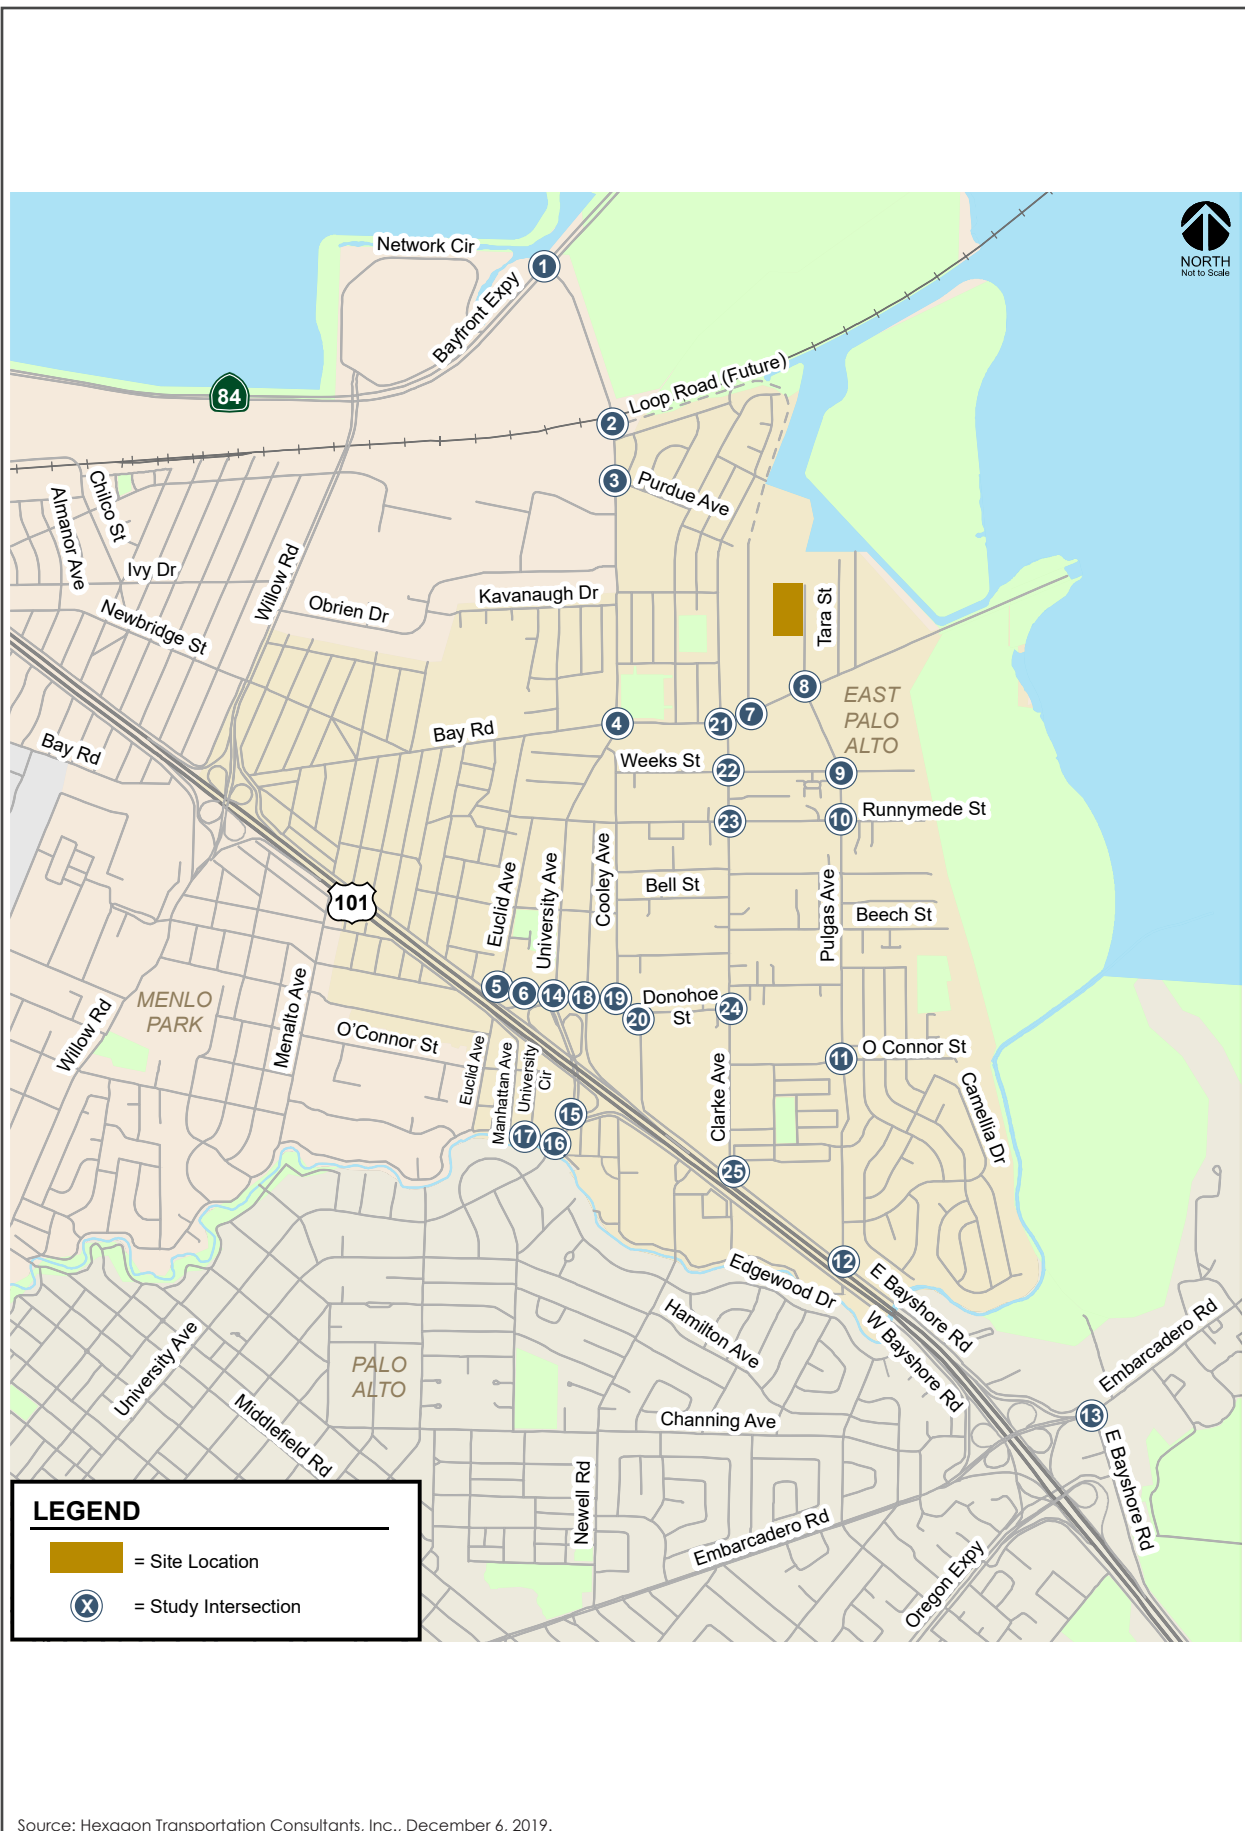 Network Cir
1
NORTH
Not to Scale
Bayfront Expy
84
Loop Road (Future)
2
3
Purdue Ave
Chilco St
Almanor Ave
Ivy Dr
Willow Rd
Newbridge St
Obrien Dr
Kavanaugh Dr
Tara St
8
EAST
PALO
ALTO
7
21
4
Bay Rd
Bay Rd
Weeks St
22
9
23
10
Runnymede St
Euclid Ave
University Ave
Cooley Ave
Bell St
Pulgas Ave
Beech St
101
MENLO
PARK
Willow Rd
Menalto Ave
O'Connor St
5
6
14
18
19
20
Donohoe
St
24
11
O Connor St
Euclid Ave
Manhattan Ave
University
Cir
Clarke Ave
Camellia Dr
15
17
16
25
12
Edgewood Dr
E Bayshore Rd
W Bayshore Rd
Hamilton Ave
University Ave
PALO
ALTO
Middlefield Rd
Channing Ave
Embarcadero Rd
13
E Bayshore Rd
Newell Rd
Embarcadero Rd
Oregon Expy
LEGEND
= Site Location
X
= Study Intersection
Source: Hexagon Transportation Consultants, Inc., December 6, 2019.